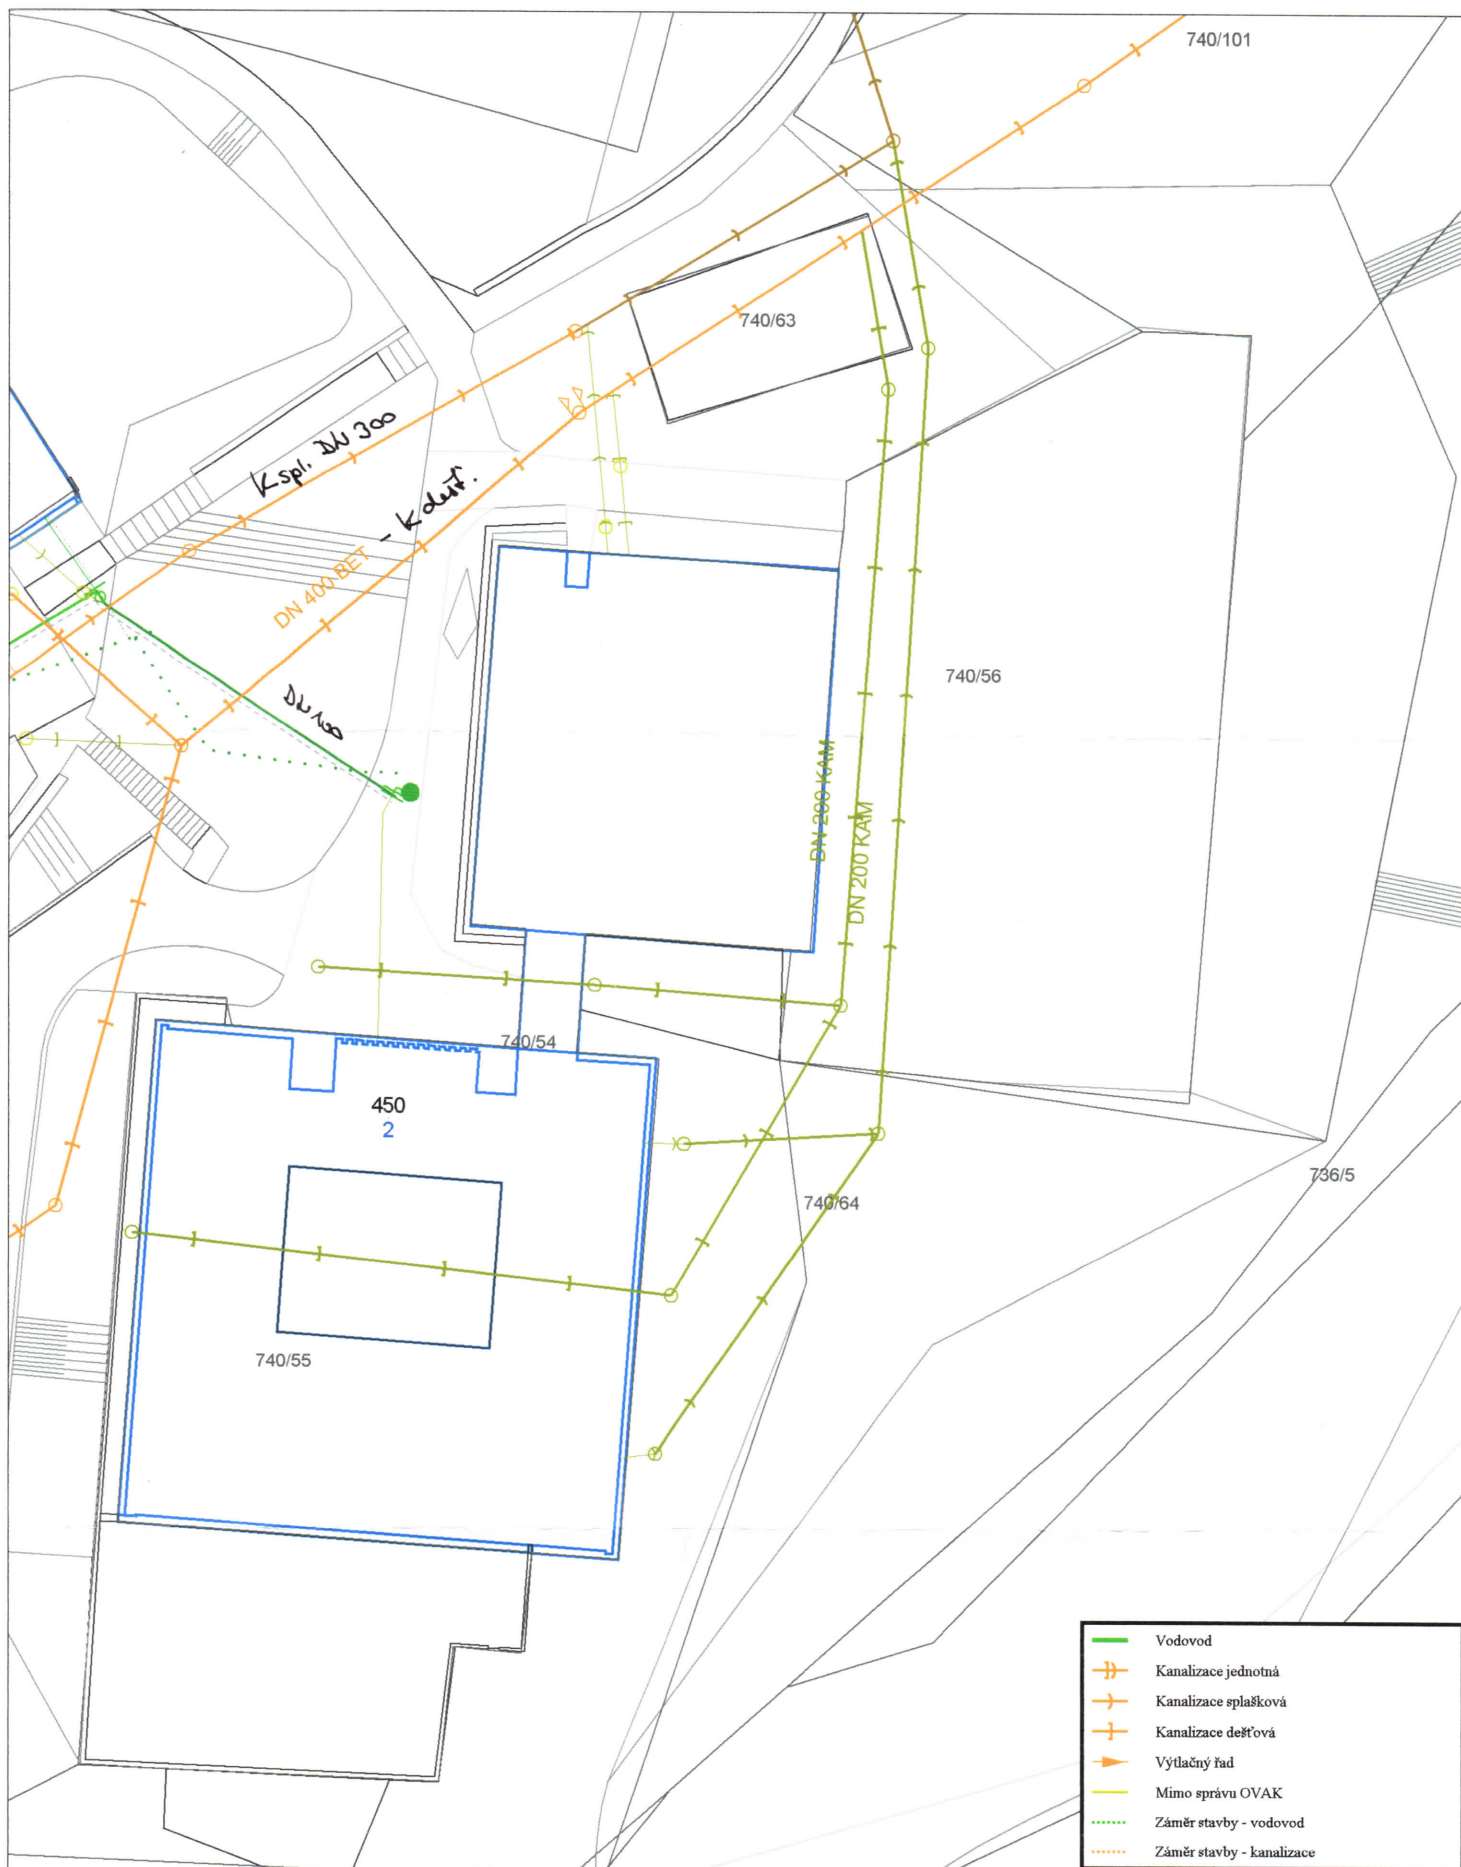 740/101
740/63
K spl. DN 300
DN 400 BET - K dešť.
740/56
DN 100
DN 200 KAM
DN 200 KAM
740/54
450
2
736/5
740/64
740/55
Vodovod
Kanalizace jednotná
Kanalizace splašková
Kanalizace dešťová
Výtlačný řad
Mimo správu OVAK
Záměr stavby - vodovod
Záměr stavby - kanalizace